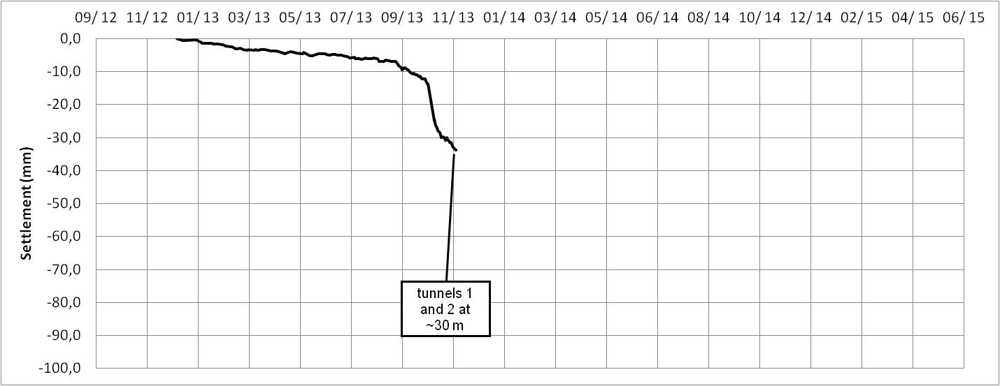 09/ 12 11/ 12 01/ 13 03/ 13 05/ 13 07/ 13 09/ 13 11/ 13 01/ 14 03/ 14 05/ 14 06/ 14 08/ 14 10/ 14 12/ 14 02/ 15 04/ 15 06/ 15
0,0
-10,0
-20,0
-30,0
-40,0
-50,0
-60,0
-70,0
-80,0
-90,0
-100,0
Settlement (mm)
tunnels 1
and 2 at
~30 m